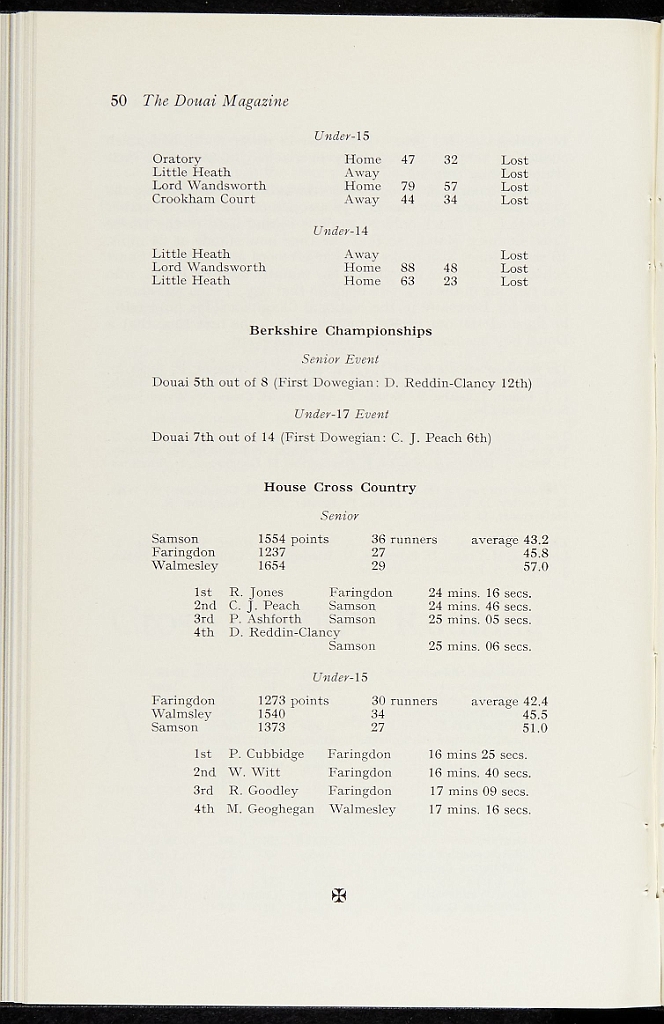 50 The Douai Magazine
Under-15
Oratory Home 47 32 Lost
Little Heath Away Lost
Lord Wandsworth Home 79 57 Lost
Crookham Court Away 44 34 Lost
Under-14
Little Heath Away Lost
Lord Wandsworth Home 88 48 Lost
Little Heath Home 63 23 Lost
Berkshire Championships
Senior Event
Douai 5th out of 8 (First Dowegian: D. Reddin-Clancy 12th)
Under-17 Event
Douai 7th out of 14 (First Dowegian: C. J. Peach 6th)
House Cross Country
Senior
Samson 1554 points 36 runners average 43.2
Faringdon 1237 27 45.8
Walmesley 1654 29 57.0
1st R. Jones Faringdon 24 mins. 16 secs.
2nd C. J. Peach Samson 24 mins. 46 secs.
3rd P. Ashforth Samson 25 mins. 05 secs.
4th D. Reddin-Clancy
Samson 25 mins. 06 secs.
Under-15
Faringdon 1273 points 30 runners average 42.4
Walmsley 1540 34 45.5
Samson 1373 27 51.0
1st P. Cubbidge Faringdon 16 mins 25 secs.
2nd W. Witt Faringdon 16 mins. 40 secs.
3rd R. Goodley Faringdon 17 mins 09 secs.
4th M. Geoghegan Walmesley 17 mins. 16 secs.